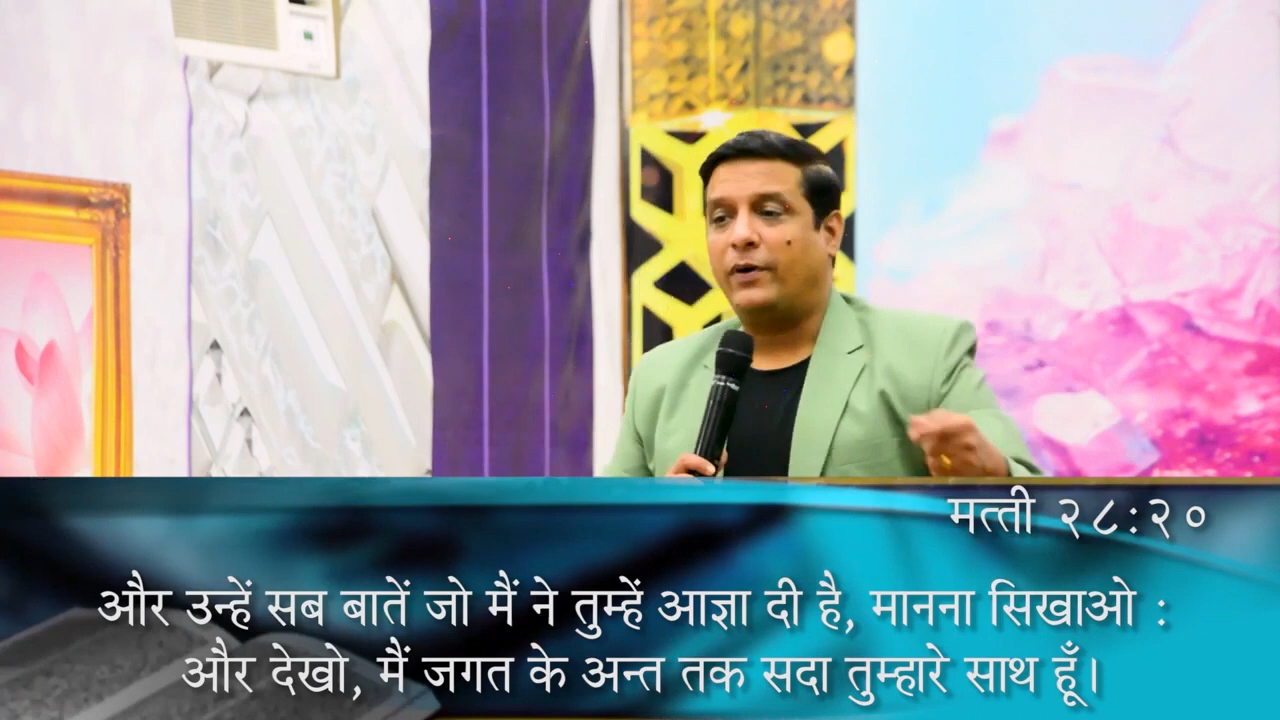 मत्ती २८:२०
और उन्हें सब बातें जो मैं ने तुम्हें आज्ञा दी है, मानना सिखाओ :
और देखो, मैं जगत के अन्त तक सदा तुम्हारे साथ हूँ।